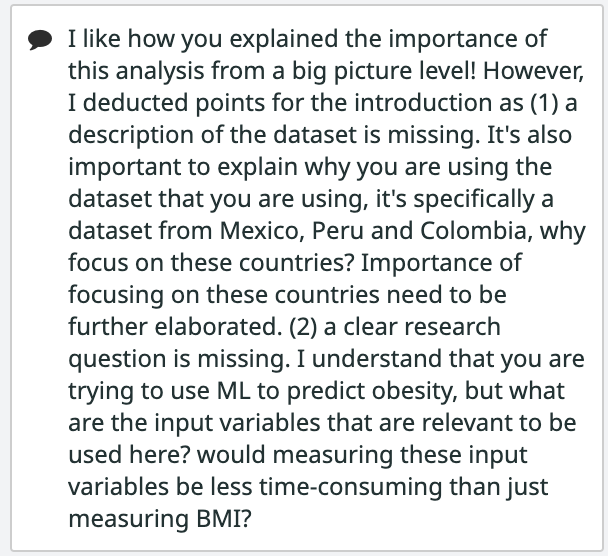 I like how you explained the importance of
this analysis from a big picture level! However,
I deducted points for the introduction as (1) a
description of the dataset is missing. It's also
important to explain why you are using the
dataset that you are using, it's specifically a
dataset from Mexico, Peru and Colombia, why
focus on these countries? Importance of
focusing on these countries need to be
further elaborated. (2) a clear research
question is missing. I understand that you are
trying to use ML to predict obesity, but what
are the input variables that are relevant to be
used here? would measuring these input
variables be less time-consuming than just
measuring BMI?